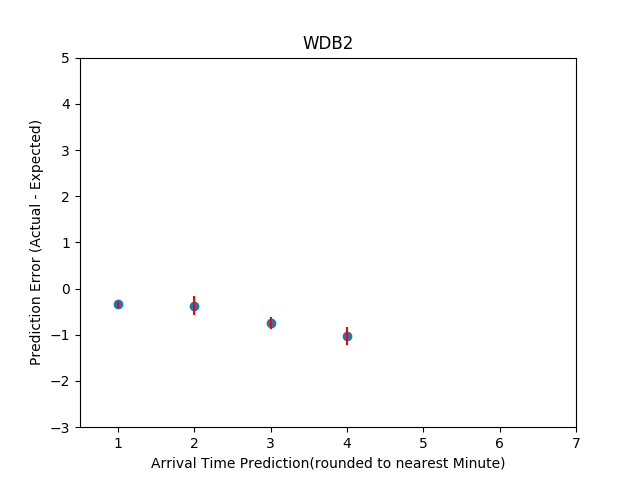 WDB2
5
4
3
2
1
0
−1
−2
−3
Prediction Error (Actual - Expected)
1 2 3 4 5 6 7
Arrival Time Prediction(rounded to nearest Minute)